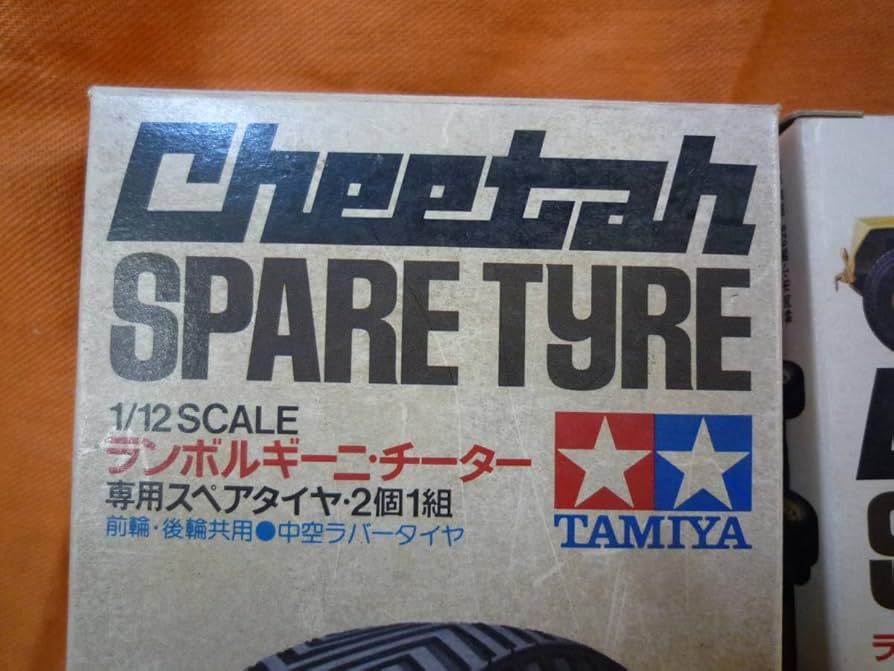 Cheetah
SPARE TYRE
1/12 SCALE
ランボルギーニ・チーター
専用スペアタイヤ・2個1組
前輪・後輪共用●中空ラバータイヤ
TAMIYA